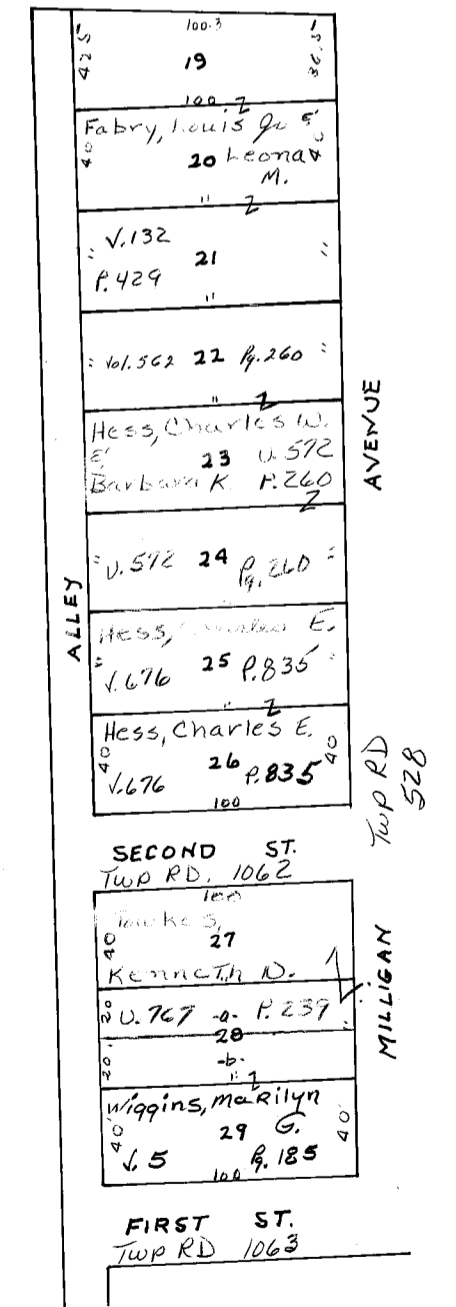 100.3
42.5'
19
36.5'
100.2
Fabry, Louis Jr &
40 20 Leona 40
M.
" Z
" V.132 21 "
P.429
"
" Vol.562 22 Pg.260 "
" Z
Hess, Charles W.
& 23 V.572
Barbara K. P.260
Z
" V.572 24 Pg.260 "
Hess, Charles E.
" V.676 25 P.835 "
" Z
Hess, Charles E.
40 26 40
V.676 P.835
100
ALLEY
AVENUE
TWP RD
528
MILLIGAN
SECOND ST.
TWP RD. 1062
100
40 27
Kenneth D.
20 V.767 -a- P.239 "
28
20 -b-
" Z
Wiggins, Marilyn
40' 29 G. 40'
V.5 Pg.185
100
FIRST ST.
TWP RD 1063